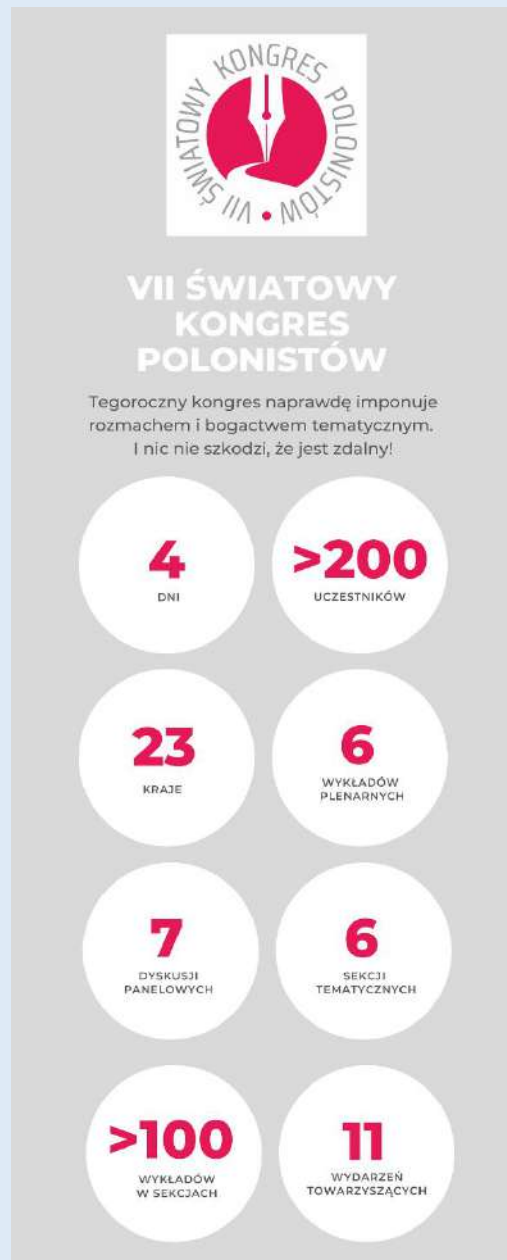 VII ŚWIATOWY KONGRES POLONISTÓW
VII ŚWIATOWY
KONGRES
POLONISTÓW
Tegoroczny kongres naprawdę imponuje
rozmachem i bogactwem tematycznym.
I nic nie szkodzi, że jest zdalny!
4
DNI
>200
UCZESTNIKÓW
23
KRAJE
6
WYKŁADÓW
PLENARNYCH
7
DYSKUSJI
PANELOWYCH
6
SEKCJI
TEMATYCZNYCH
>100
WYKŁADÓW
W SEKCJACH
11
WYDARZEŃ
TOWARZYSZĄCYCH